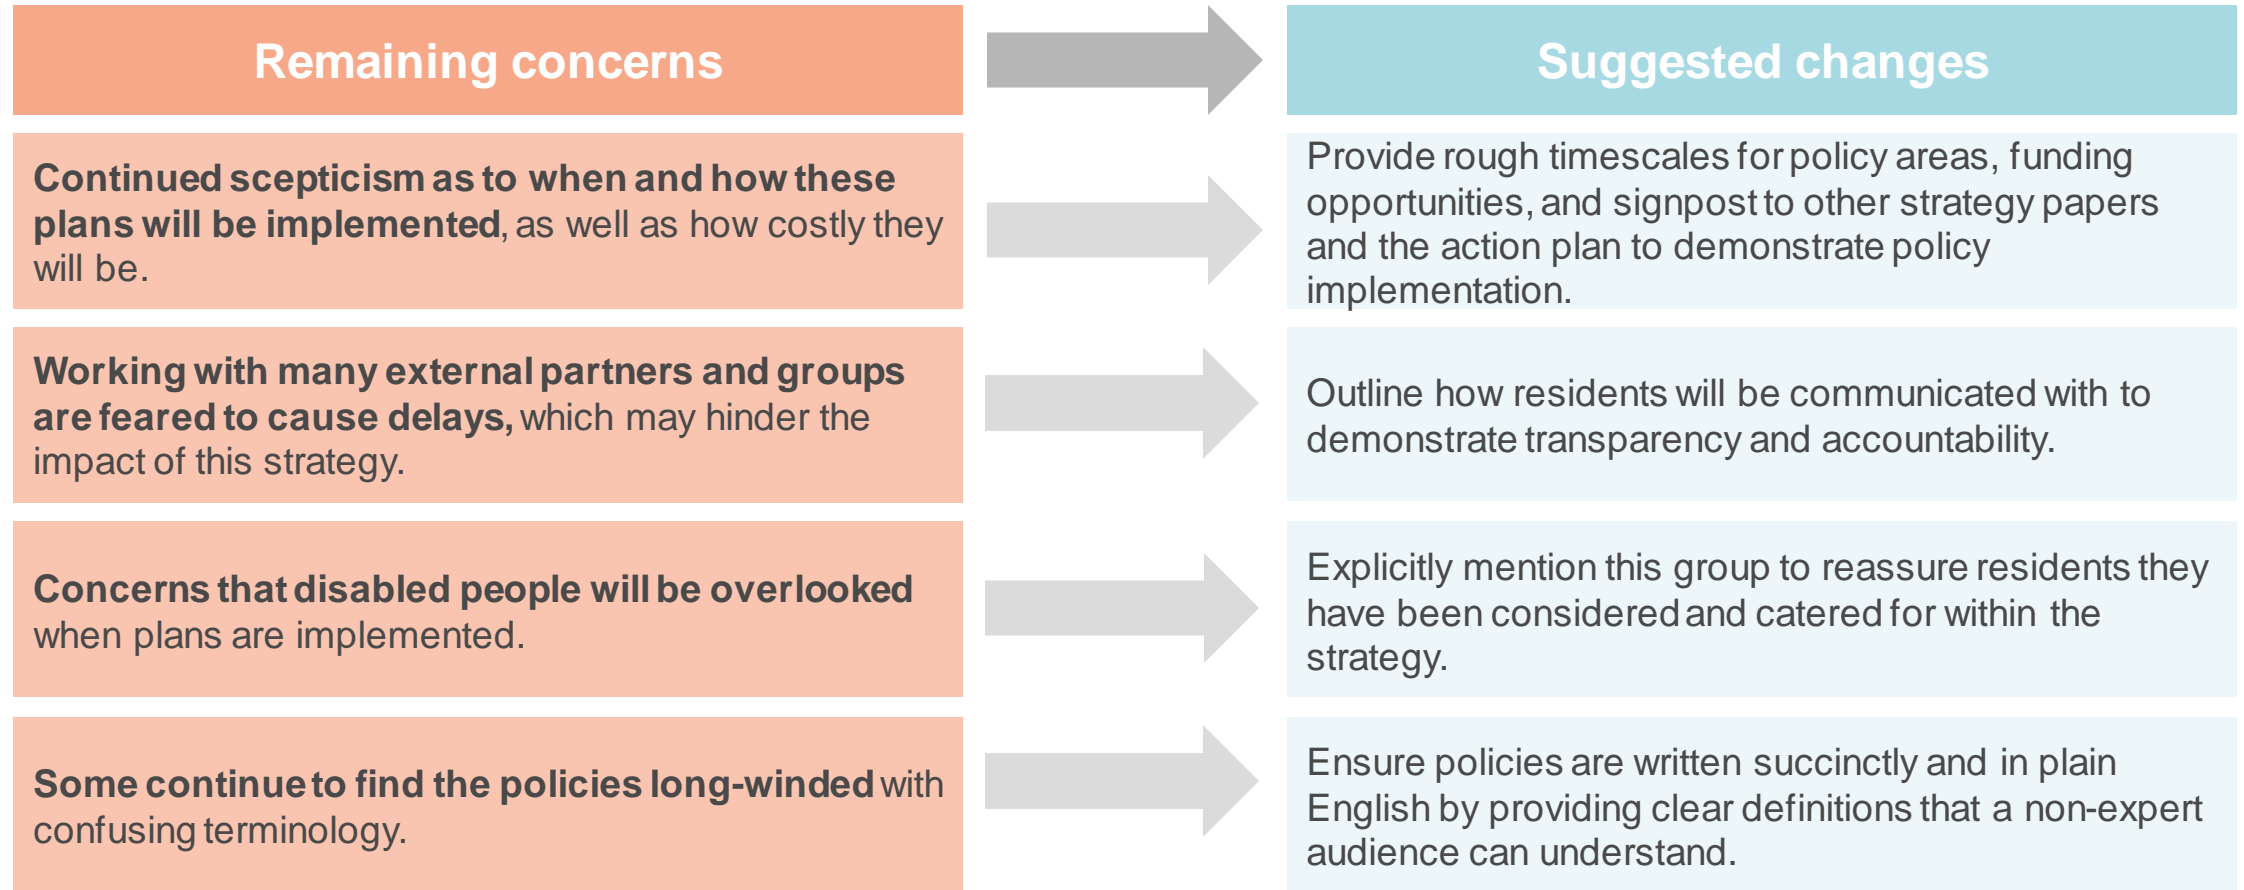 Remaining concerns
Suggested changes
Continued scepticism as to when and how these
plans will be implemented, as well as how costly they
will be.
Provide rough timescales for policy areas, funding
opportunities, and signpost to other strategy papers
and the action plan to demonstrate policy
implementation.
Working with many external partners and groups
are feared to cause delays, which may hinder the
impact of this strategy.
Outline how residents will be communicated with to
demonstrate transparency and accountability.
Concerns that disabled people will be overlooked
when plans are implemented.
Explicitly mention this group to reassure residents they
have been considered and catered for within the
strategy.
Some continue to find the policies long-winded with
confusing terminology.
Ensure policies are written succinctly and in plain
English by providing clear definitions that a non-expert
audience can understand.